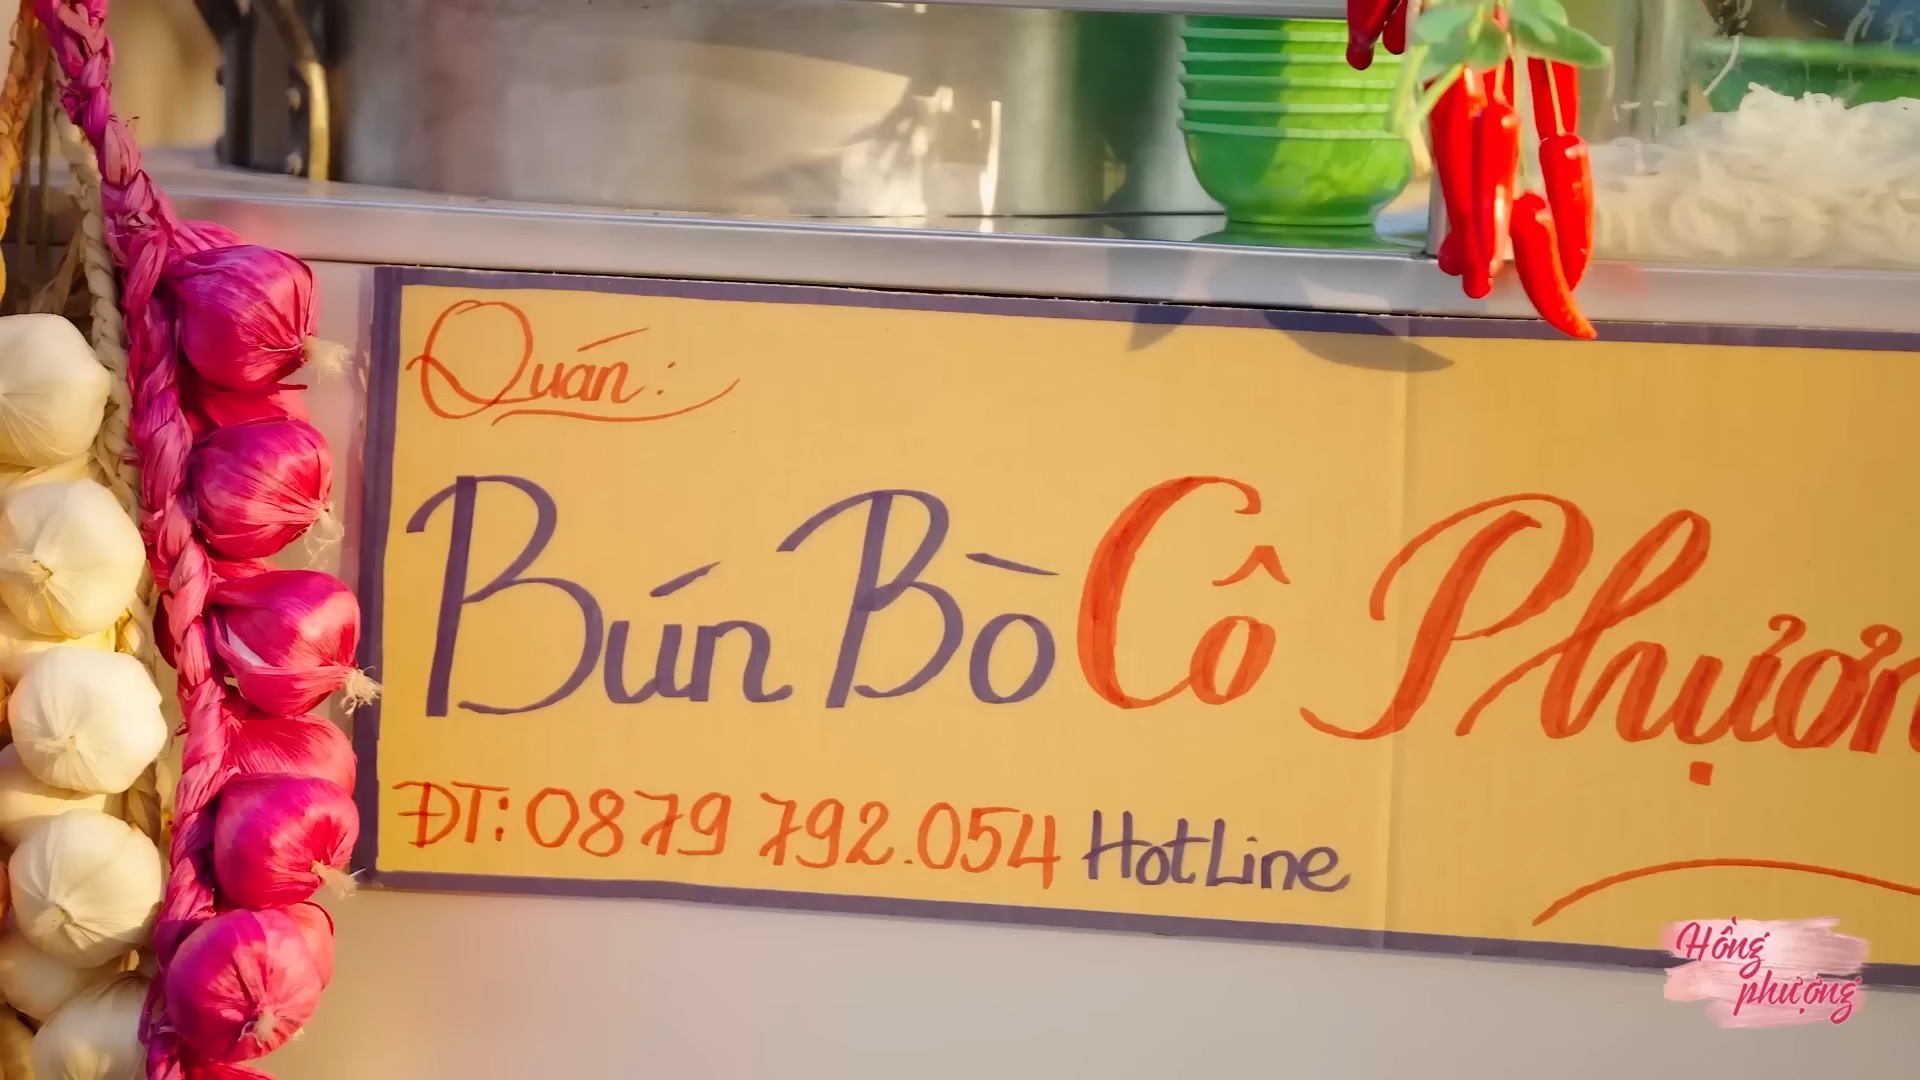 Quán:
Bún Bò Cô Phượn
ĐT: 0879 792.054 HotLine
Hồng
phượng